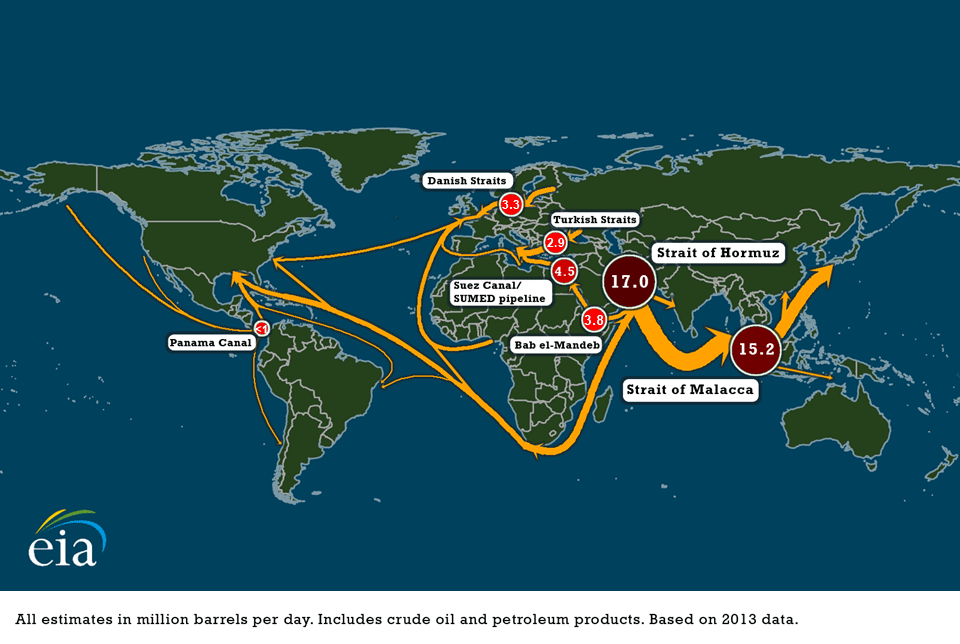 Danish Straits
3.3
Turkish Straits
2.9
Strait of Hormuz
4.5
17.0
Suez Canal/
SUMED pipeline
3.8
<1
Panama Canal
Bab el-Mandeb
15.2
Strait of Malacca
eia
All estimates in million barrels per day. Includes crude oil and petroleum products. Based on 2013 data.